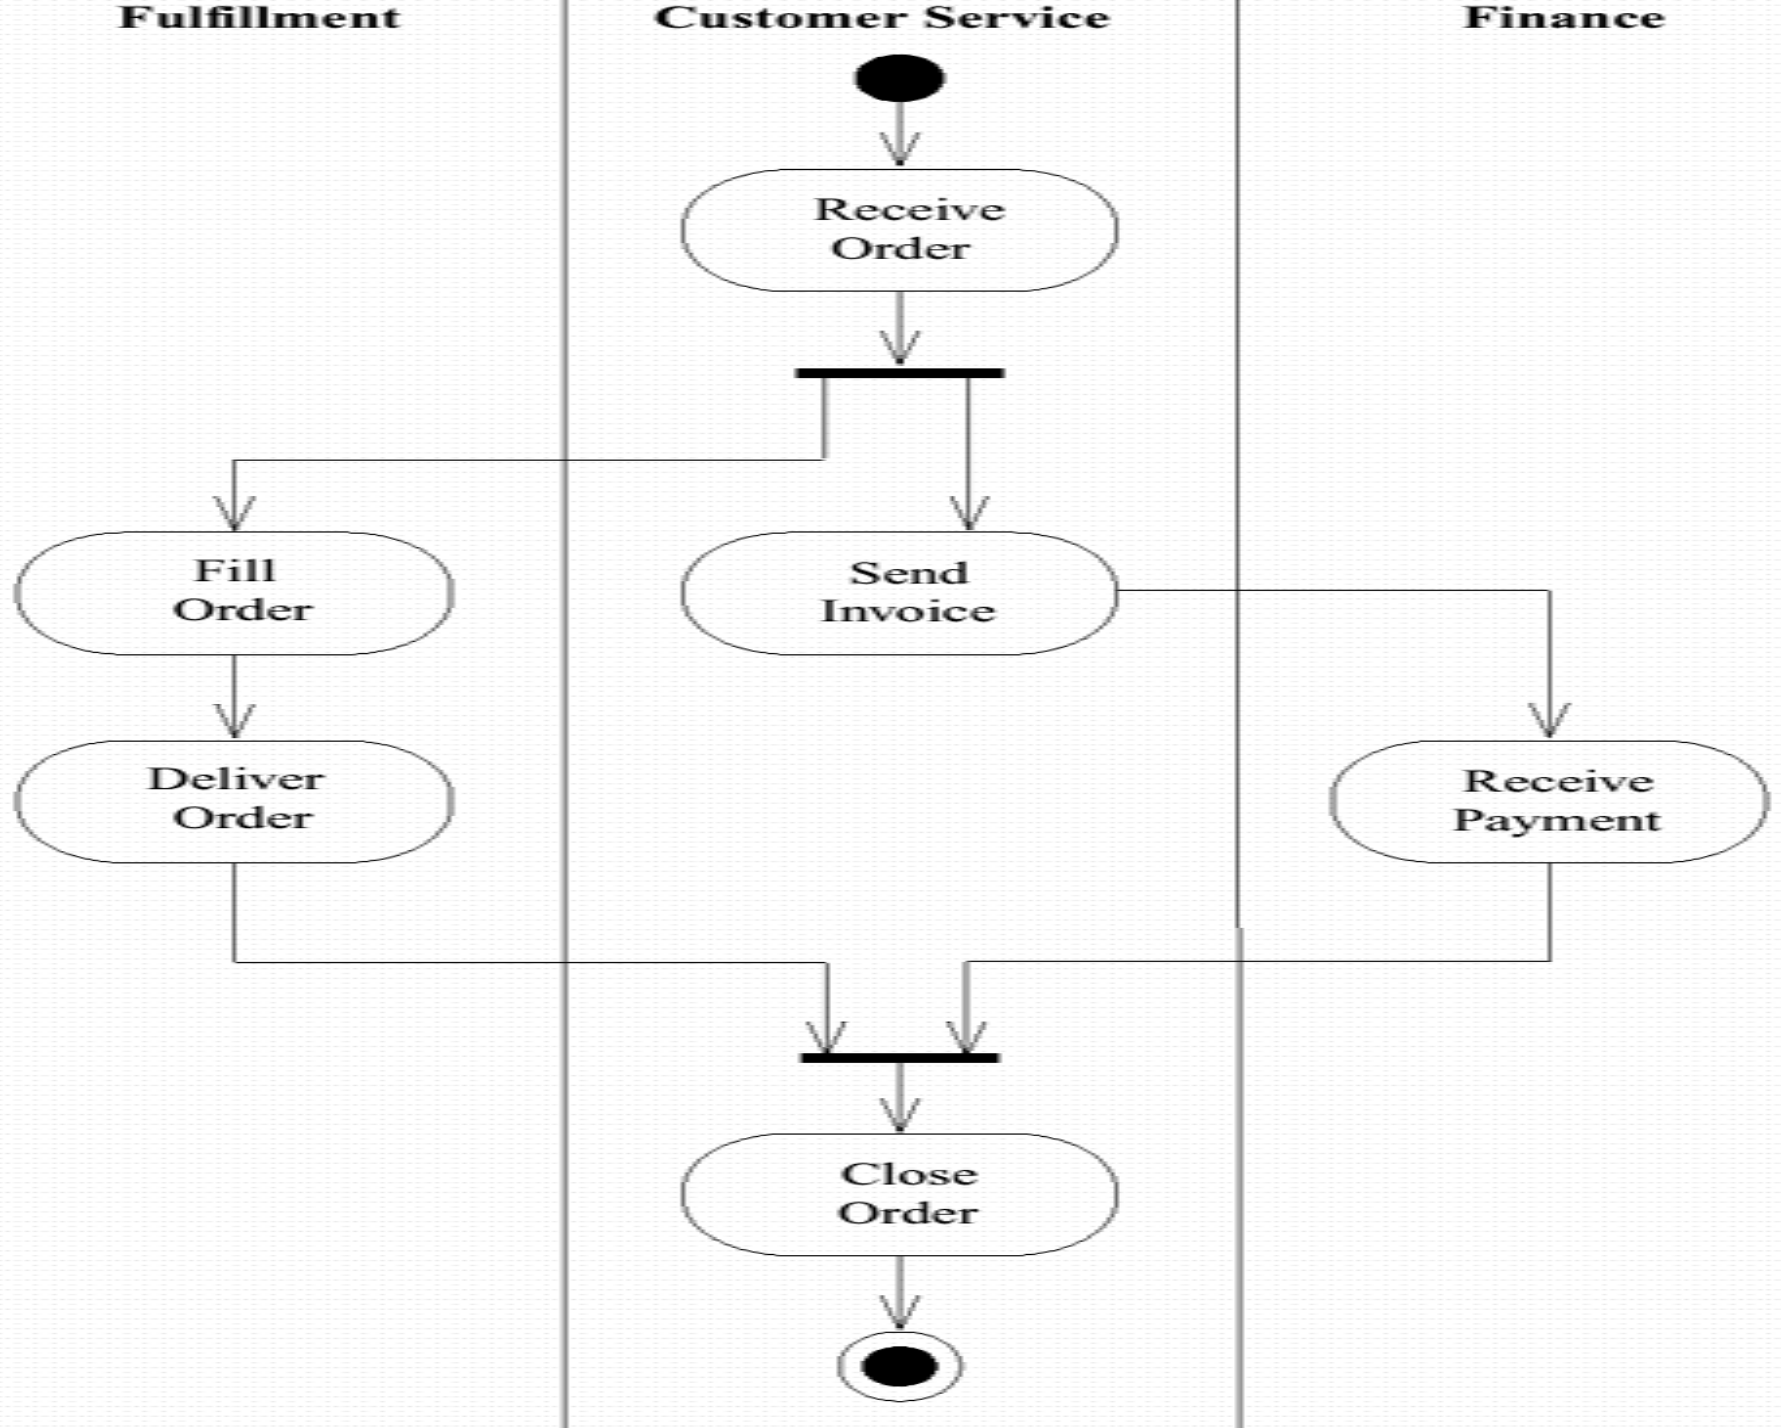 Fulfillment
Customer Service
Finance
Receive
Order
Fill
Order
Send
Invoice
Deliver
Order
Receive
Payment
Close
Order